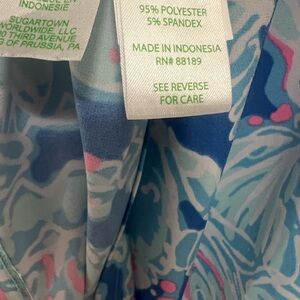 INDONESIE
SUGARTOWN
WORLDWIDE, LLC
THIRD AVENUE
OF PRUSSIA, PA
95% POLYESTER
5% SPANDEX
MADE IN INDONESIA
RN# 88189
SEE REVERSE
FOR CARE